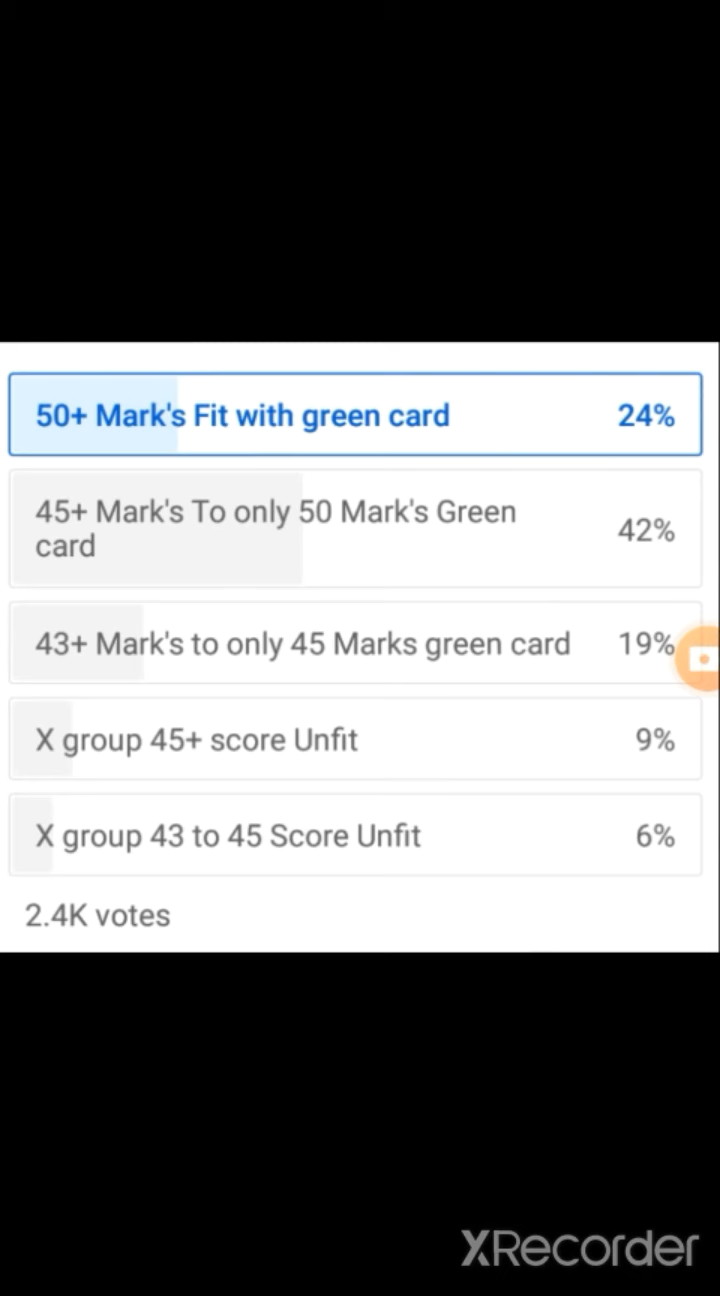 50+ Mark's Fit with green card 24%
45+ Mark's To only 50 Mark's Green
card 42%
43+ Mark's to only 45 Marks green card 19%
X group 45+ score Unfit 9%
X group 43 to 45 Score Unfit 6%
2.4K votes
XRecorder